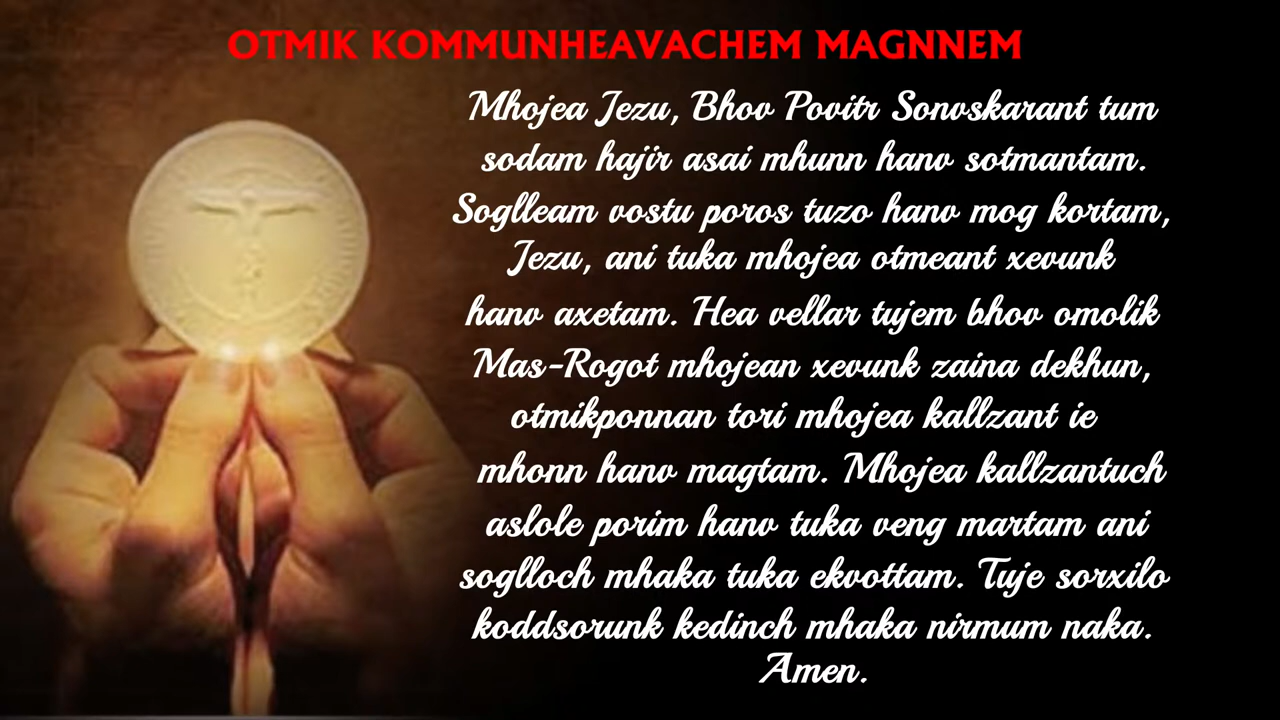 OTMIK KOMMUNHEAVACHEM MAGNNEM
Mhojea Jezu, Bhov Povitr Sonvskarant tum
sodam hajir asai mhunn hanv sotmantam.
Soglleam vostu poros tuzo hanv mog kortam,
Jezu, ani tuka mhojea otmeant xevunk
hanv axetam. Hea vellar tujem bhov omolik
Mas-Rogot mhojean xevunk zaina dekhun,
otmikponnan tori mhojea kallzant ie
mhonn hanv magtam. Mhojea kallzantuch
aslole porim hanv tuka veng martam ani
soglloch mhaka tuka ekvottam. Tuje sorxilo
koddsorunk kedinch mhaka nirmum naka.
Amen.